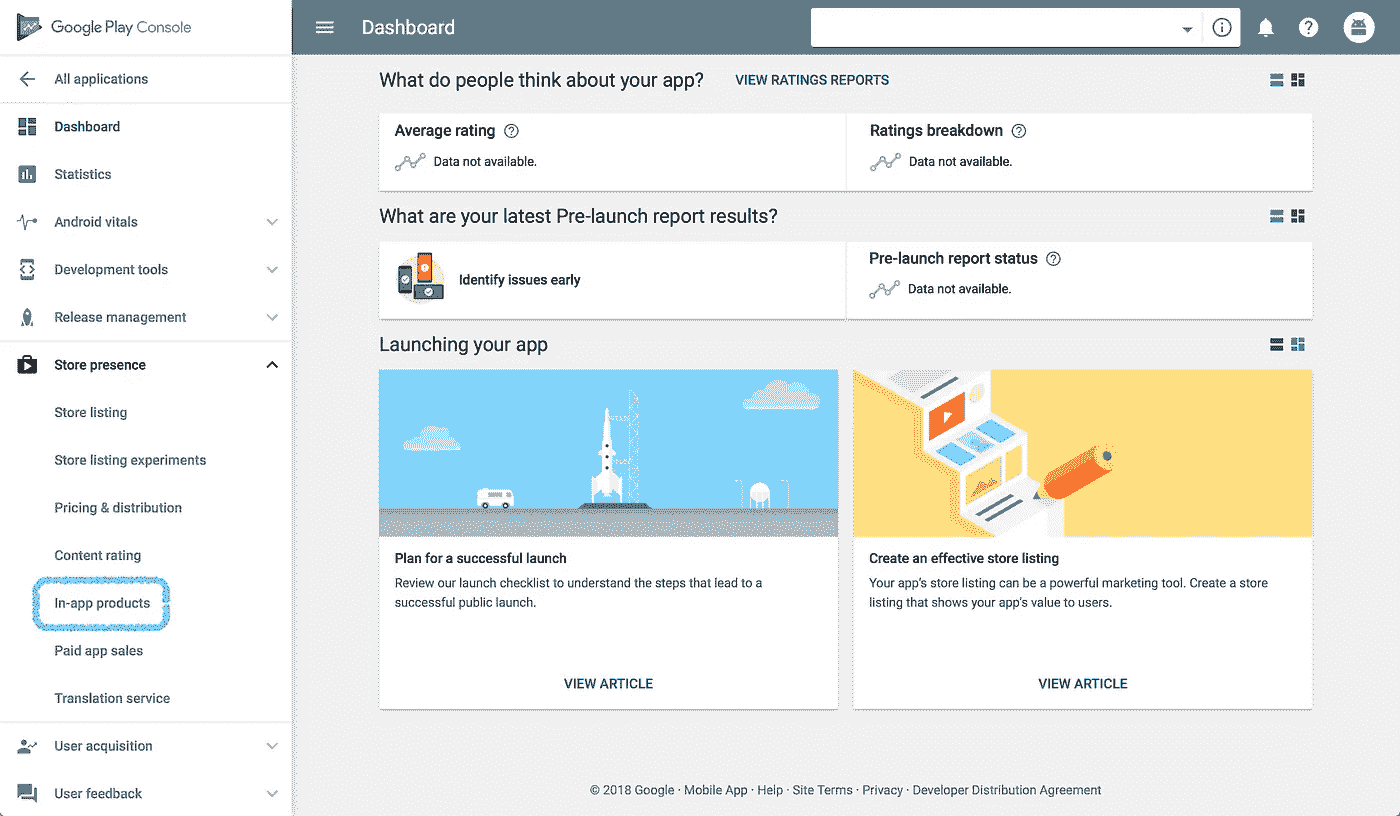 Google Play Console
Dashboard
All applications
Dashboard
Statistics
Android vitals
Development tools
Release management
Store presence
Store listing
Store listing experiments
Pricing & distribution
Content rating
In-app products
Paid app sales
Translation service
User acquisition
User feedback
What do people think about your app? VIEW RATINGS REPORTS
Average rating
Data not available.
Ratings breakdown
Data not available.
What are your latest Pre-launch report results?
Identify issues early
Pre-launch report status
Data not available.
Launching your app
Plan for a successful launch
Review our launch checklist to understand the steps that lead to a
successful public launch.
VIEW ARTICLE
Create an effective store listing
Your app's store listing can be a powerful marketing tool. Create a store
listing that shows your app's value to users.
VIEW ARTICLE
© 2018 Google · Mobile App · Help · Site Terms · Privacy · Developer Distribution Agreement